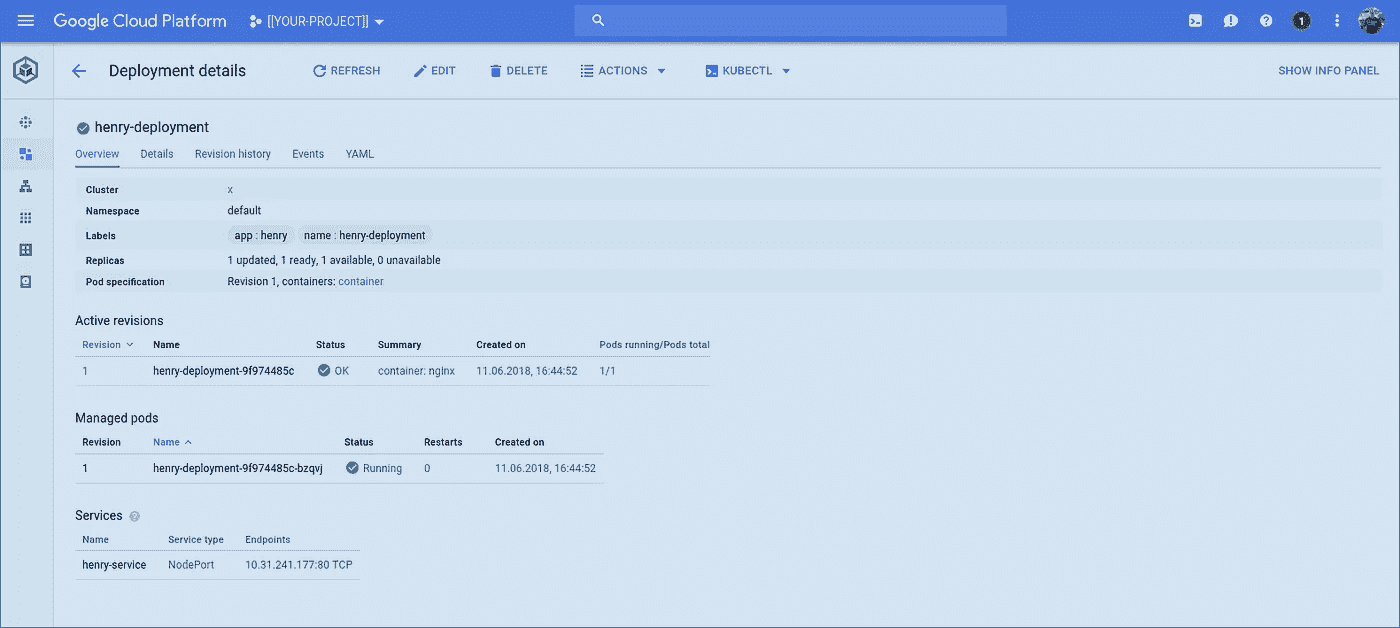 Google Cloud Platform [[YOUR-PROJECT]] 1
Deployment details REFRESH EDIT DELETE ACTIONS KUBECTL SHOW INFO PANEL
henry-deployment
Overview Details Revision history Events YAML
Cluster x
Namespace default
Labels app : henry name : henry-deployment
Replicas 1 updated, 1 ready, 1 available, 0 unavailable
Pod specification Revision 1, containers: container
Active revisions
Revision Name Status Summary Created on Pods running/Pods total
1 henry-deployment-9f974485c OK container: nginx 11.06.2018, 16:44:52 1/1
Managed pods
Revision Name Status Restarts Created on
1 henry-deployment-9f974485c-bzqvj Running 0 11.06.2018, 16:44:52
Services ?
Name Service type Endpoints
henry-service NodePort 10.31.241.177:80 TCP